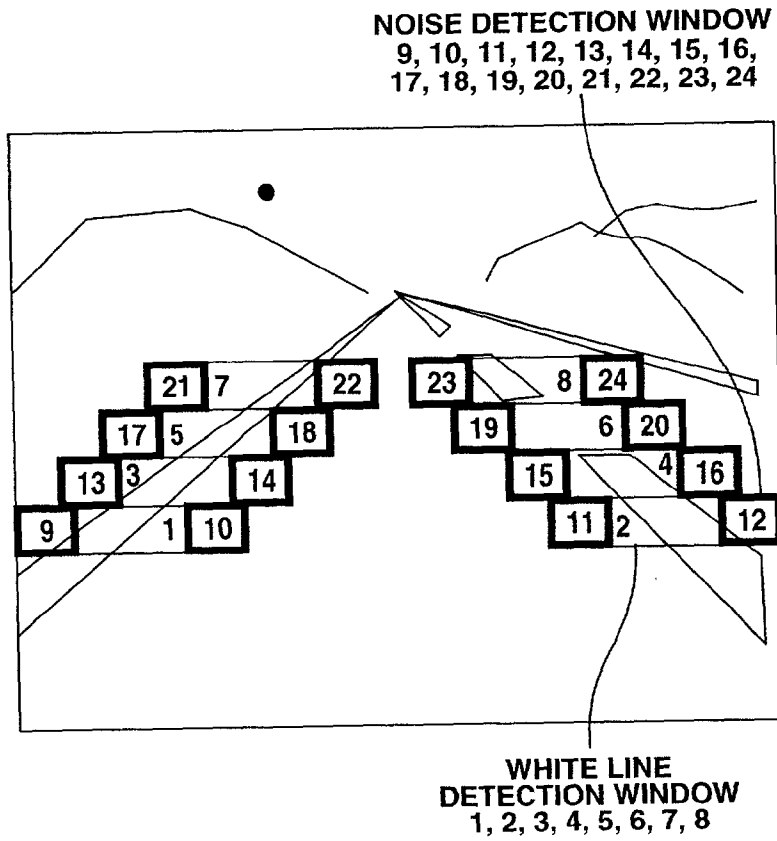 NOISE DETECTION WINDOW
9, 10, 11, 12, 13, 14, 15, 16,
17, 18, 19, 20, 21, 22, 23, 24
21 7 22 23 8 24
17 5 18 19 6 20
13 3 14 15 4 16
9 1 10 11 2 12
WHITE LINE
DETECTION WINDOW
1, 2, 3, 4, 5, 6, 7, 8